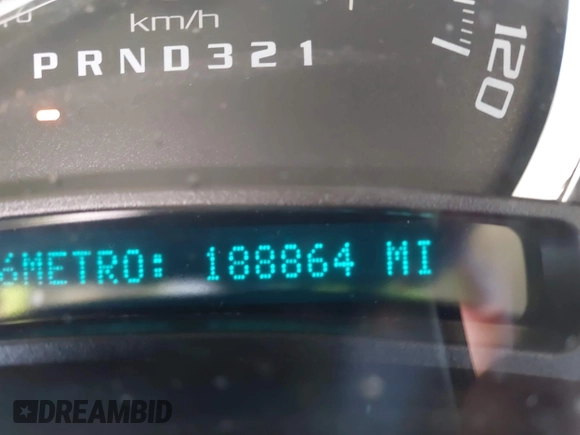 km/h
120
PRND321
6METRO: 188864 MI
DREAMBID